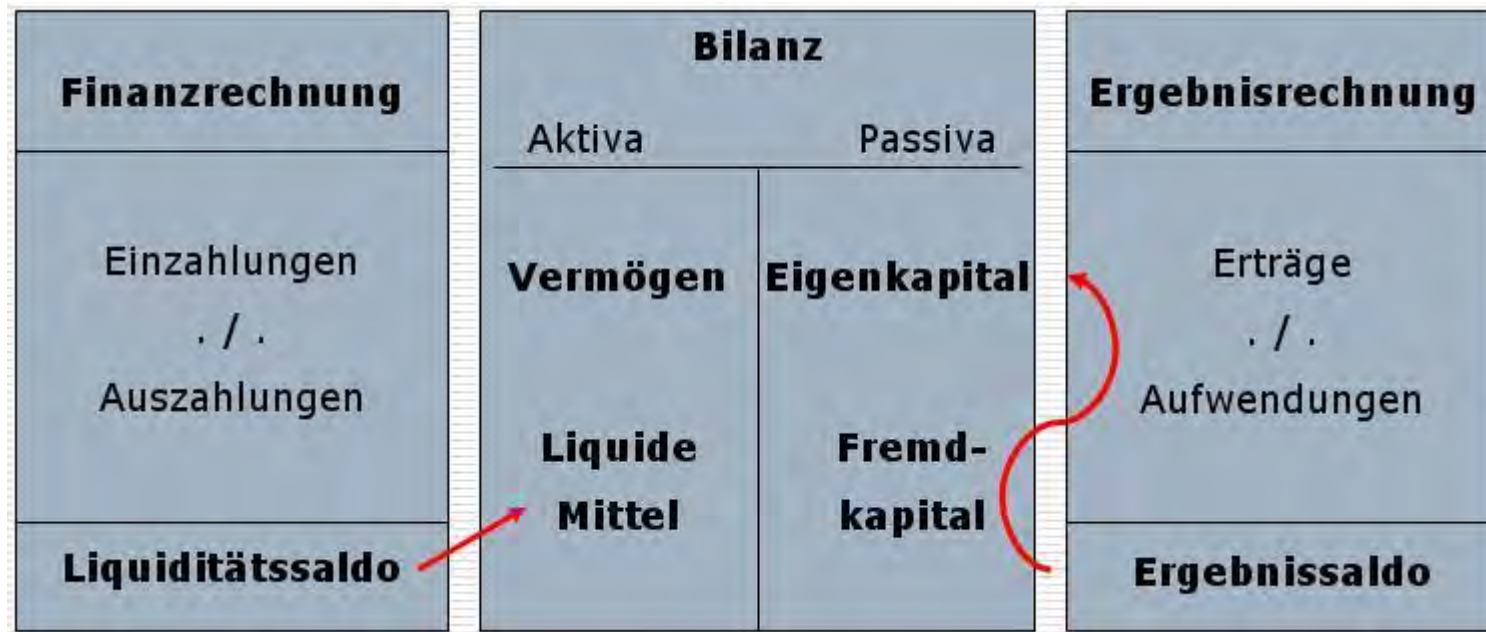 Finanzrechnung
Einzahlungen
. / .
Auszahlungen
Liquiditätssaldo
Bilanz
Aktiva Passiva
Vermögen Eigenkapital
Liquide Fremd-
Mittel kapital
Ergebnisrechnung
Erträge
. / .
Aufwendungen
Ergebnissaldo